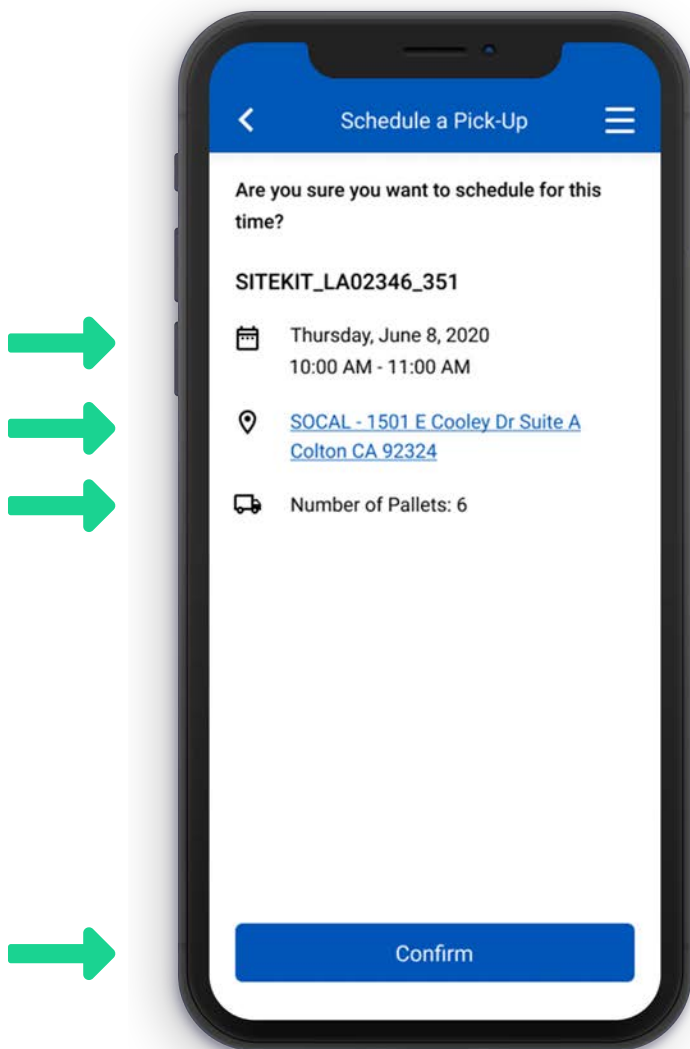 Schedule a Pick-Up
Are you sure you want to schedule for this
time?
SITEKIT_LA02346_351
Thursday, June 8, 2020
10:00 AM - 11:00 AM
SOCAL - 1501 E Cooley Dr Suite A
Colton CA 92324
Number of Pallets: 6
Confirm